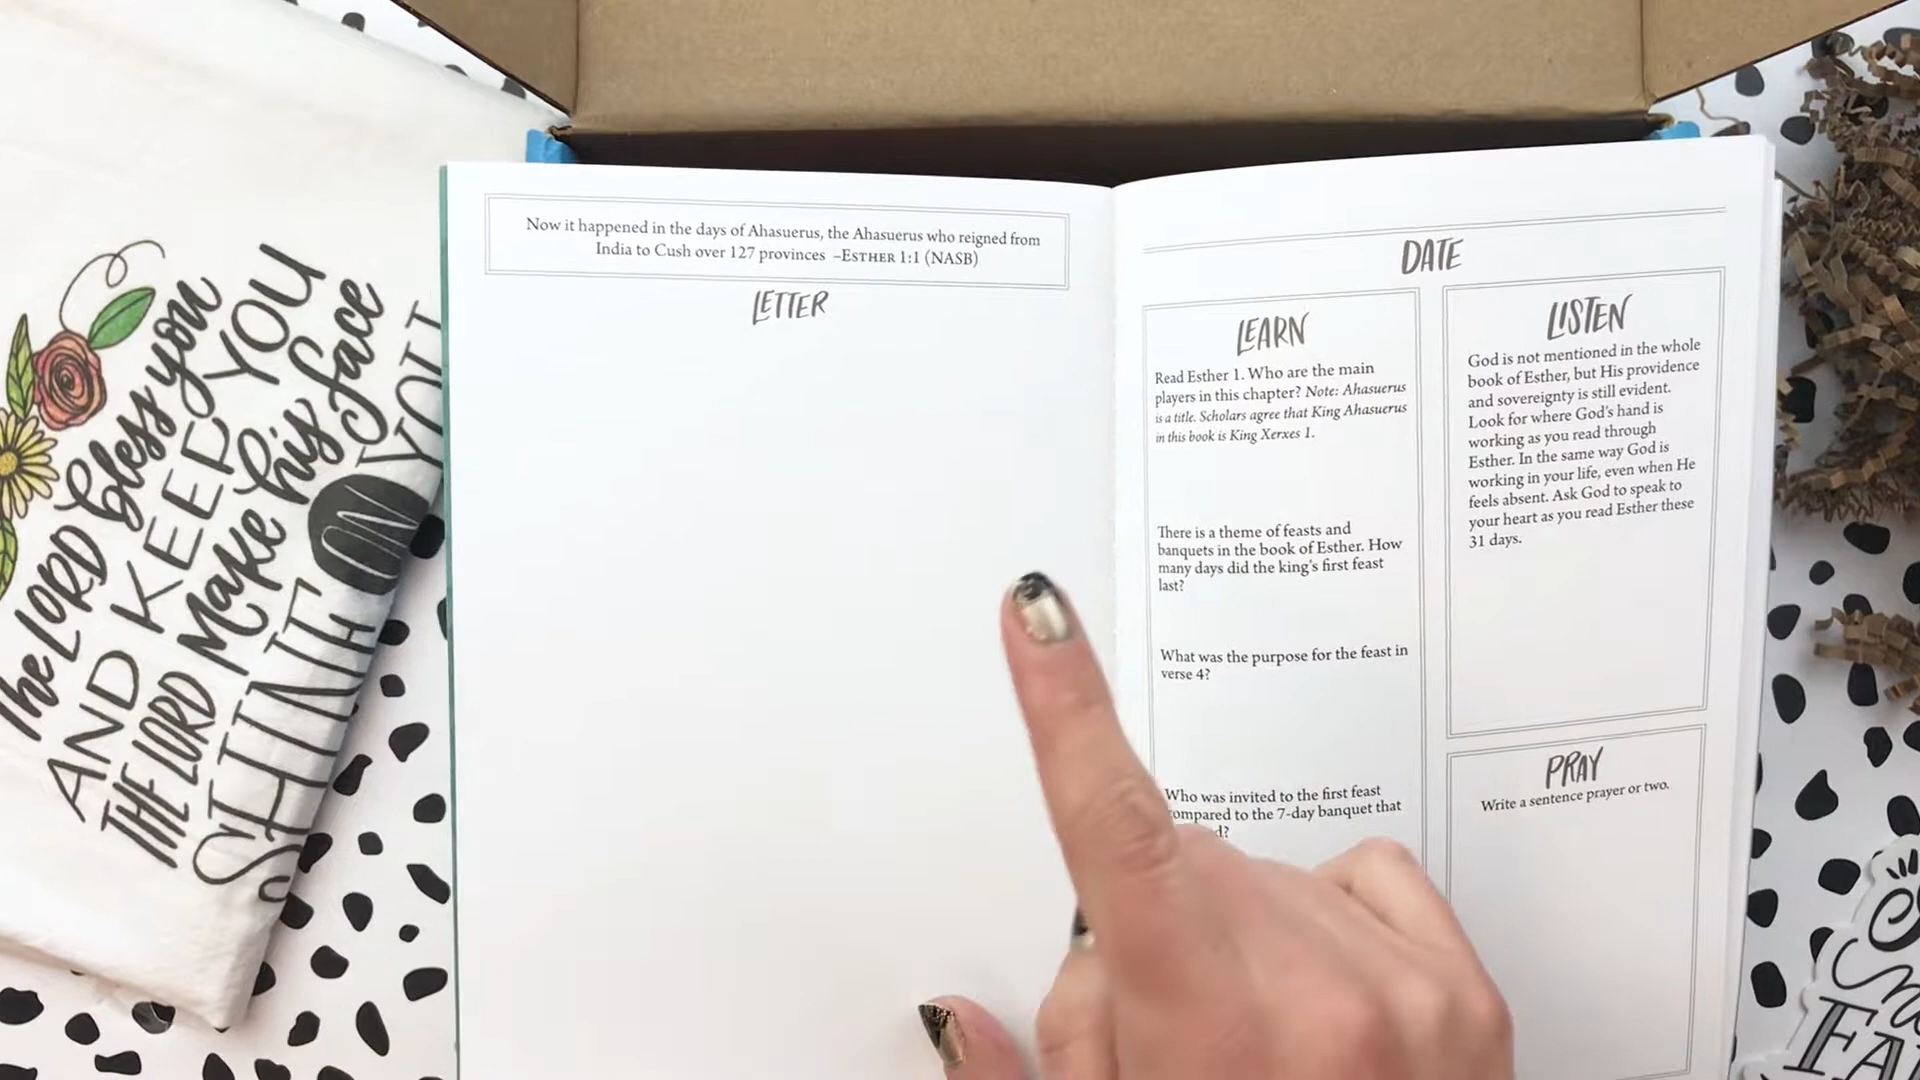 The LORD bless you
AND KEEP YOU
THE LORD Make his face
SHINE ON YOU
Now it happened in the days of Ahasuerus, the Ahasuerus who reigned from
India to Cush over 127 provinces –ESTHER 1:1 (NASB)
LETTER
DATE
LEARN
Read Esther 1. Who are the main
players in this chapter? Note: Ahasuerus
is a title. Scholars agree that King Ahasuerus
in this book is King Xerxes 1.
There is a theme of feasts and
banquets in the book of Esther. How
many days did the king's first feast
last?
What was the purpose for the feast in
verse 4?
Who was invited to the first feast
compared to the 7-day banquet that
LISTEN
God is not mentioned in the whole
book of Esther, but His providence
and sovereignty is still evident.
Look for where God's hand is
working as you read through
Esther. In the same way God is
working in your life, even when He
feels absent. Ask God to speak to
your heart as you read Esther these
31 days.
PRAY
Write a sentence prayer or two.